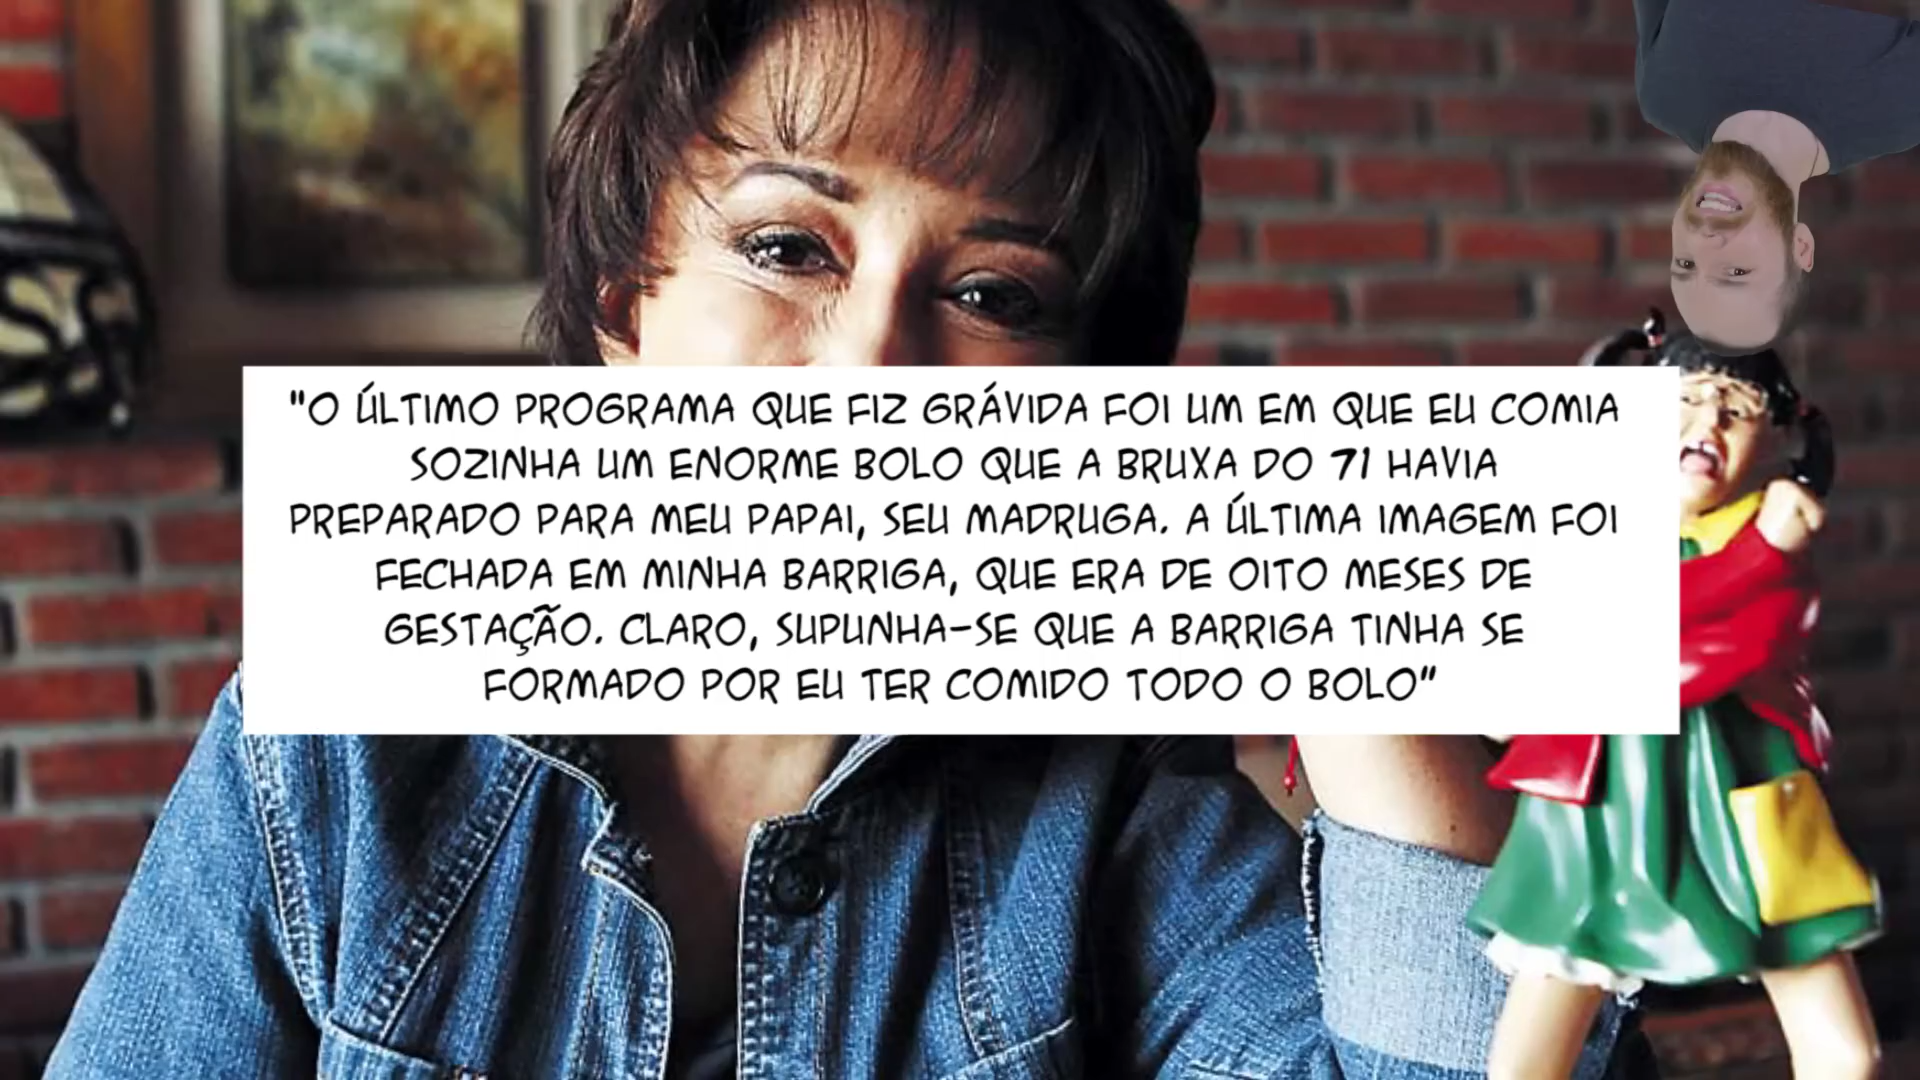 "O ÚLTIMO PROGRAMA QUE FIZ GRÁVIDA FOI UM EM QUE EU COMIA
SOZINHA UM ENORME BOLO QUE A BRUXA DO 71 HAVIA
PREPARADO PARA MEU PAPAI, SEU MADRUGA. A ÚLTIMA IMAGEM FOI
FECHADA EM MINHA BARRIGA, QUE ERA DE OITO MESES DE
GESTAÇÃO. CLARO, SUPUNHA-SE QUE A BARRIGA TINHA SE
FORMADO POR EU TER COMIDO TODO O BOLO"